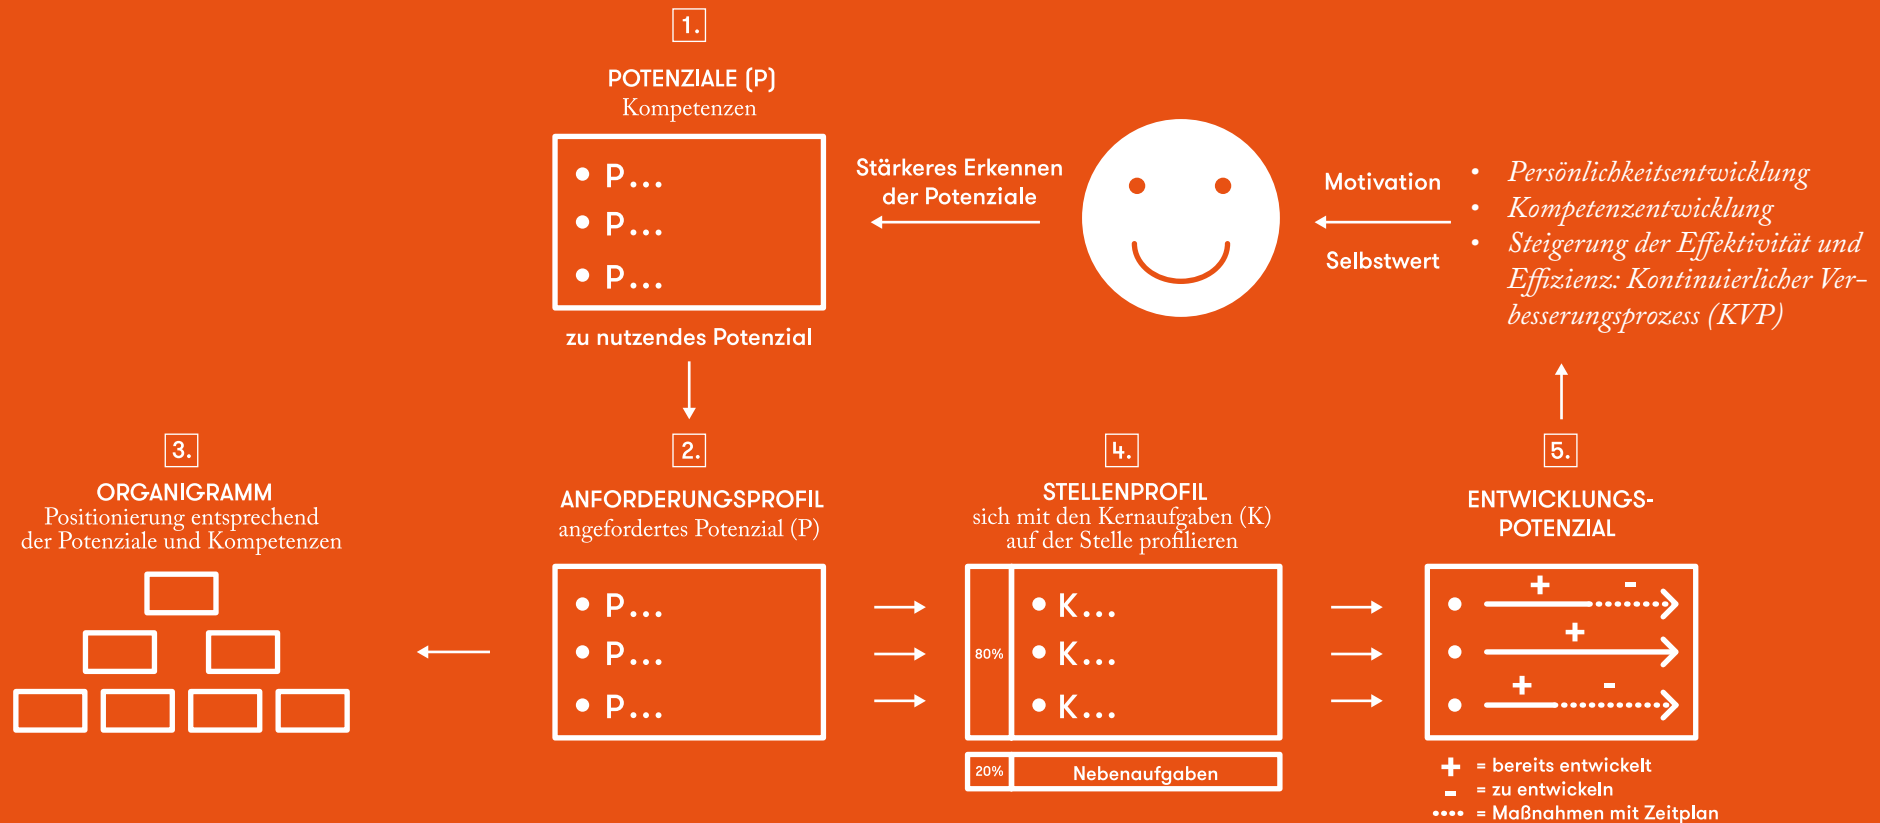 1.
POTENZIALE (P)
Kompetenzen
• P...
• P...
• P...
zu nutzendes Potenzial
Stärkeres Erkennen
der Potenziale
Motivation
Selbstwert
• Persönlichkeitsentwicklung
• Kompetenzentwicklung
• Steigerung der Effektivität und
Effizienz: Kontinuierlicher Ver-
besserungsprozess (KVP)
3.
ORGANIGRAMM
Positionierung entsprechend
der Potenziale und Kompetenzen
2.
ANFORDERUNGSPROFIL
angefordertes Potenzial (P)
• P...
• P...
• P...
4.
STELLENPROFIL
sich mit den Kernaufgaben (K)
auf der Stelle profilieren
80%
• K...
• K...
• K...
20%
Nebenaufgaben
5.
ENTWICKLUNGS-
POTENZIAL
+ -
+
+ -
+ = bereits entwickelt
- = zu entwickeln
•••• = Maßnahmen mit Zeitplan